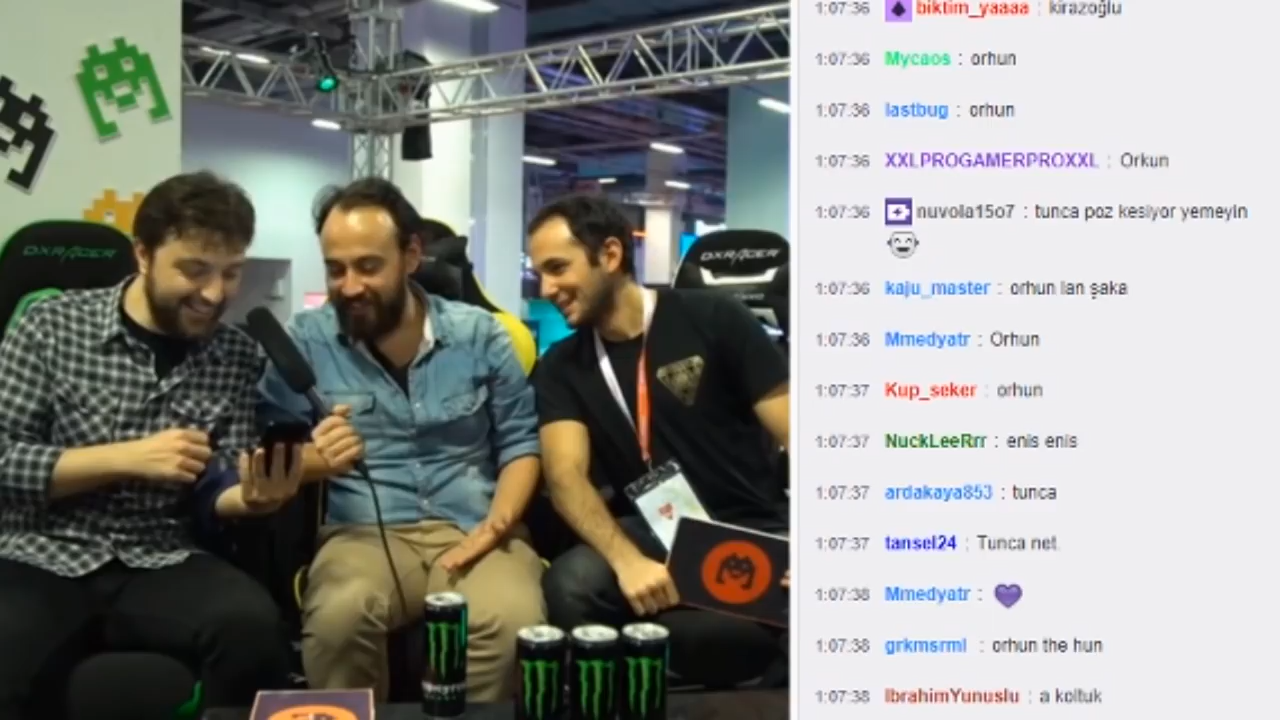 DXRACER
DXRACER
1:07:36 biktim_yaaaa : kirazoğlu
1:07:36 Mycaos : orhun
1:07:36 lastbug : orhun
1:07:36 XXLPROGAMERPROXXL : Orkun
1:07:36 nuvola15o7 : tunca poz kesiyor yemeyin
1:07:36 kaju_master : orhun lan şaka
1:07:36 Mmedyatr : Orhun
1:07:37 Kup_seker : orhun
1:07:37 NuckLeeRrr : enis enis
1:07:37 ardakaya853 : tunca
1:07:37 tansel24 : Tunca net.
1:07:38 Mmedyatr :
1:07:38 grkmsrml : orhun the hun
1:07:38 IbrahimYunuslu : a koltuk